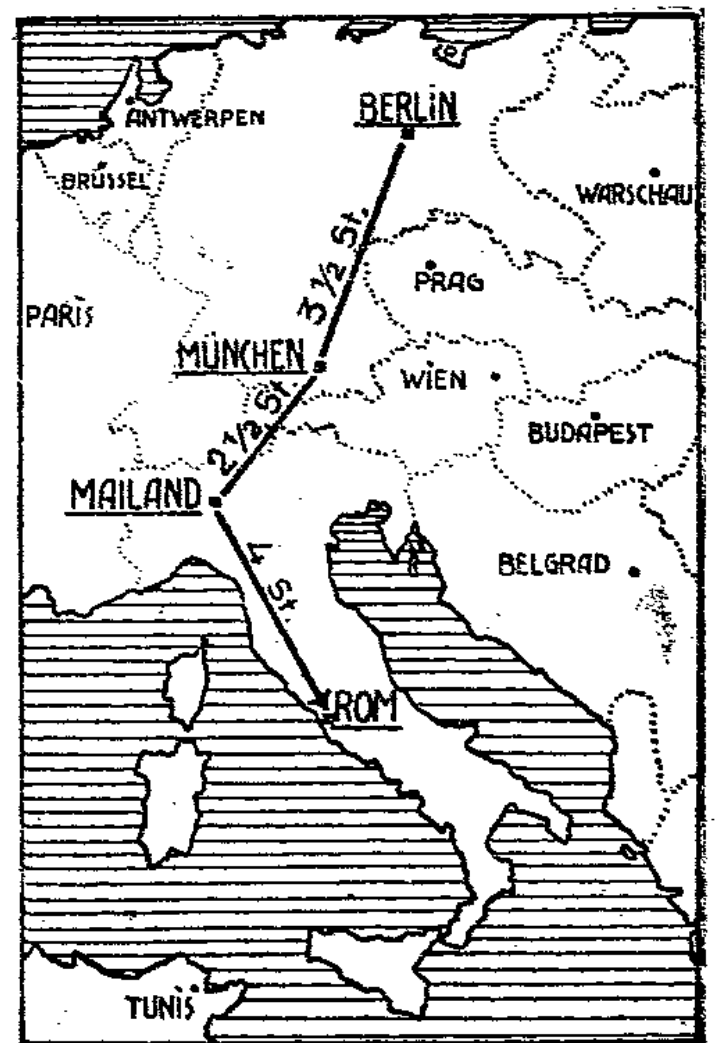 ANTWERPEN
BERLIN
BRÜSSEL
WARSCHAU
3 ½ St.
PRAG
PARIS
MÜNCHEN
WIEN
2 ½ St.
BUDAPEST
MAILAND
4 St.
BELGRAD
ROM
TUNIS